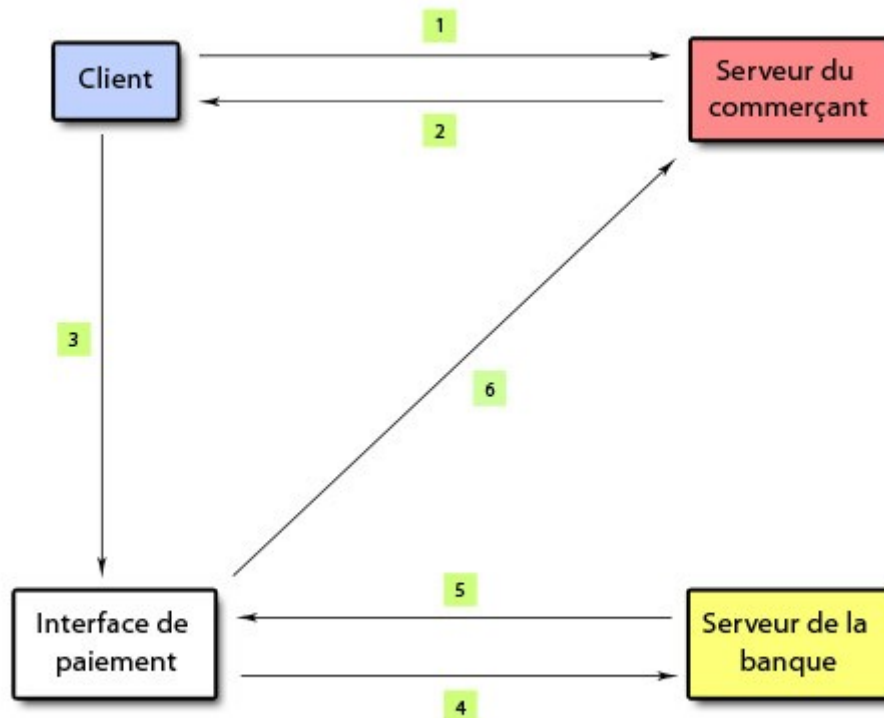 1
Client
Serveur du
commerçant
2
3
6
Interface de
paiement
5
Serveur de la
banque
4